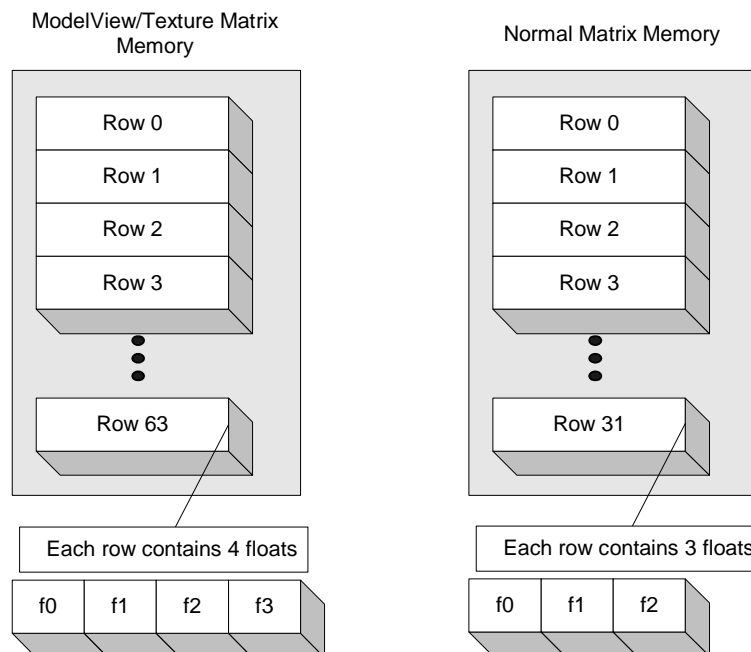 ModelView/Texture Matrix
Memory
Row 0
Row 1
Row 2
Row 3
Row 63
Each row contains 4 floats
f0 f1 f2 f3
Normal Matrix Memory
Row 0
Row 1
Row 2
Row 3
Row 31
Each row contains 3 floats
f0 f1 f2